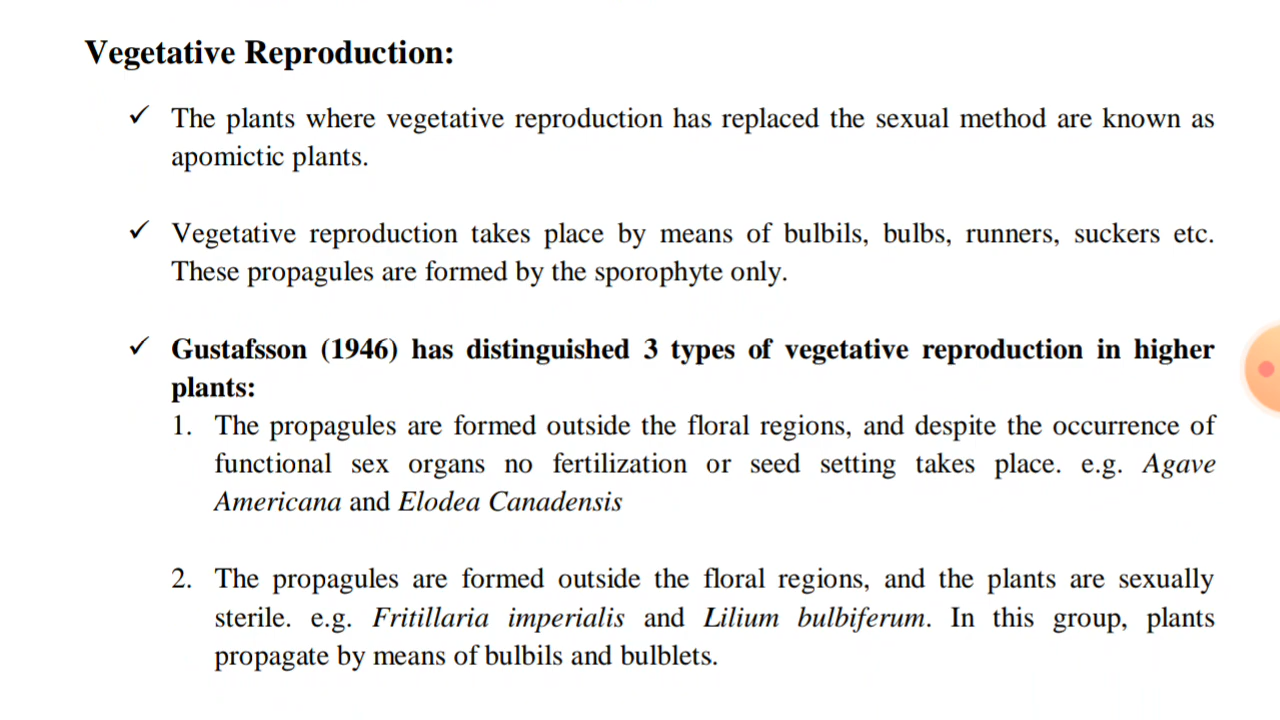 Vegetative Reproduction:
✓ The plants where vegetative reproduction has replaced the sexual method are known as
apomictic plants.
✓ Vegetative reproduction takes place by means of bulbils, bulbs, runners, suckers etc.
These propagules are formed by the sporophyte only.
✓ Gustafsson (1946) has distinguished 3 types of vegetative reproduction in higher
plants:
1. The propagules are formed outside the floral regions, and despite the occurrence of
functional sex organs no fertilization or seed setting takes place. e.g. Agave
Americana and Elodea Canadensis
2. The propagules are formed outside the floral regions, and the plants are sexually
sterile. e.g. Fritillaria imperialis and Lilium bulbiferum. In this group, plants
propagate by means of bulbils and bulblets.